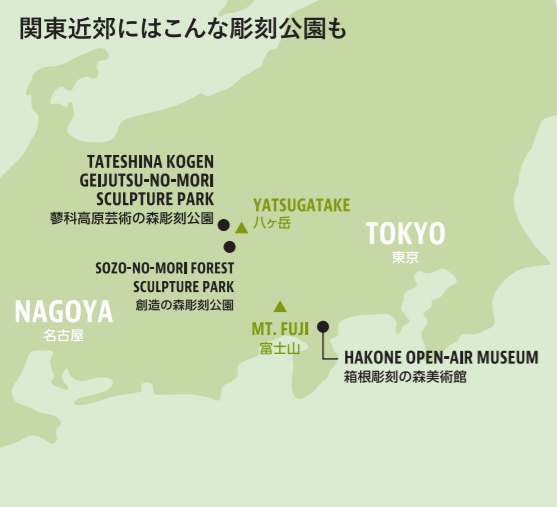 関東近郊にはこんな彫刻公園も
TATESHINA KOGEN
GEIJUTSU-NO-MORI
SCULPTURE PARK
蓼科高原芸術の森彫刻公園
YATSUGATAKE
八ヶ岳
TOKYO
東京
SOZO-NO-MORI FOREST
SCULPTURE PARK
創造の森彫刻公園
NAGOYA
名古屋
MT. FUJI
富士山
HAKONE OPEN-AIR MUSEUM
箱根彫刻の森美術館